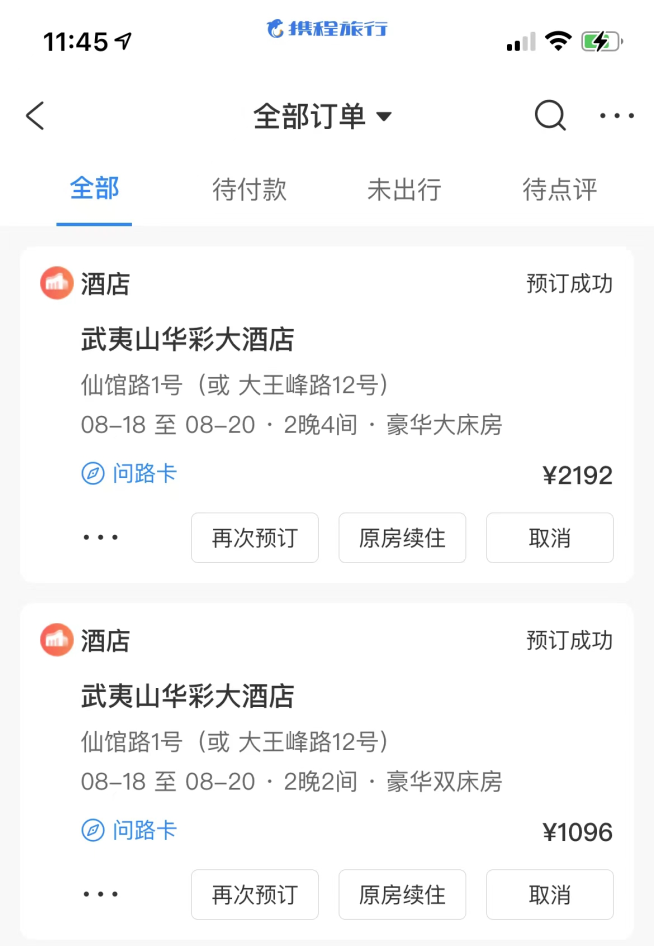 11:45
携程旅行
全部订单
全部 待付款 未出行 待点评
酒店 预订成功
武夷山华彩大酒店
仙馆路1号（或 大王峰路12号）
08-18 至 08-20 · 2晚4间 · 豪华大床房
问路卡 ¥2192
再次预订 原房续住 取消
酒店 预订成功
武夷山华彩大酒店
仙馆路1号（或 大王峰路12号）
08-18 至 08-20 · 2晚2间 · 豪华双床房
问路卡 ¥1096
再次预订 原房续住 取消